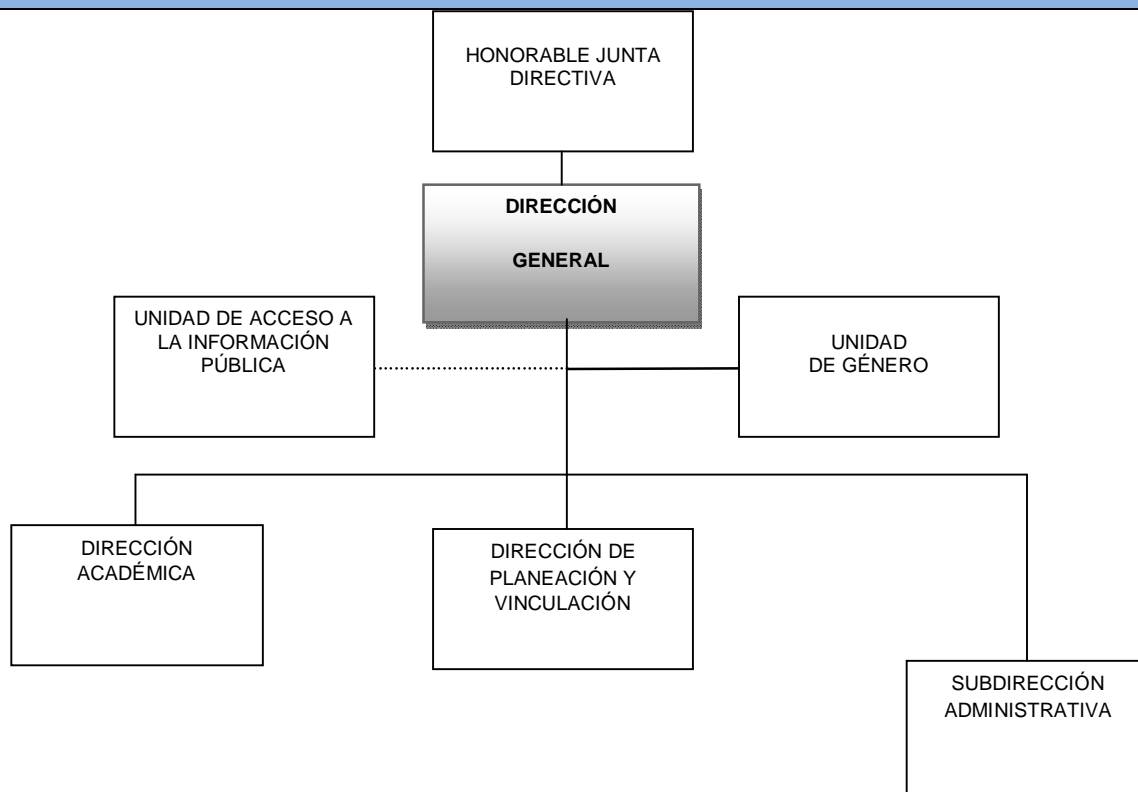 HONORABLE JUNTA
DIRECTIVA
DIRECCIÓN
GENERAL
UNIDAD DE ACCESO A
LA INFORMACIÓN
PÚBLICA
UNIDAD
DE GÉNERO
DIRECCIÓN
ACADÉMICA
DIRECCIÓN DE
PLANEACIÓN Y
VINCULACIÓN
SUBDIRECCIÓN
ADMINISTRATIVA